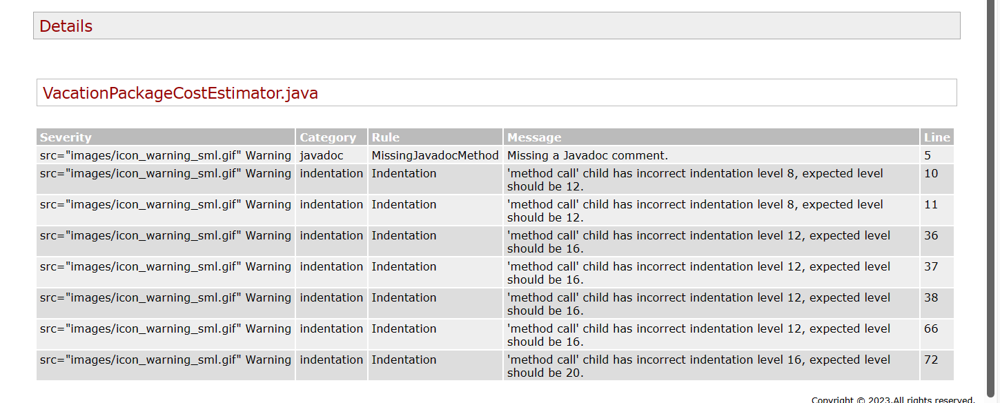 Details
VacationPackageCostEstimator.java
Severity Category Rule Message Line
src="images/icon_warning_sml.gif" Warning javadoc MissingJavadocMethod Missing a Javadoc comment. 5
src="images/icon_warning_sml.gif" Warning indentation Indentation 'method call' child has incorrect indentation level 8, expected level 10
should be 12.
src="images/icon_warning_sml.gif" Warning indentation Indentation 'method call' child has incorrect indentation level 8, expected level 11
should be 12.
src="images/icon_warning_sml.gif" Warning indentation Indentation 'method call' child has incorrect indentation level 12, expected level 36
should be 16.
src="images/icon_warning_sml.gif" Warning indentation Indentation 'method call' child has incorrect indentation level 12, expected level 37
should be 16.
src="images/icon_warning_sml.gif" Warning indentation Indentation 'method call' child has incorrect indentation level 12, expected level 38
should be 16.
src="images/icon_warning_sml.gif" Warning indentation Indentation 'method call' child has incorrect indentation level 12, expected level 66
should be 16.
src="images/icon_warning_sml.gif" Warning indentation Indentation 'method call' child has incorrect indentation level 16, expected level 72
should be 20.
Copyright © 2023.All rights reserved.